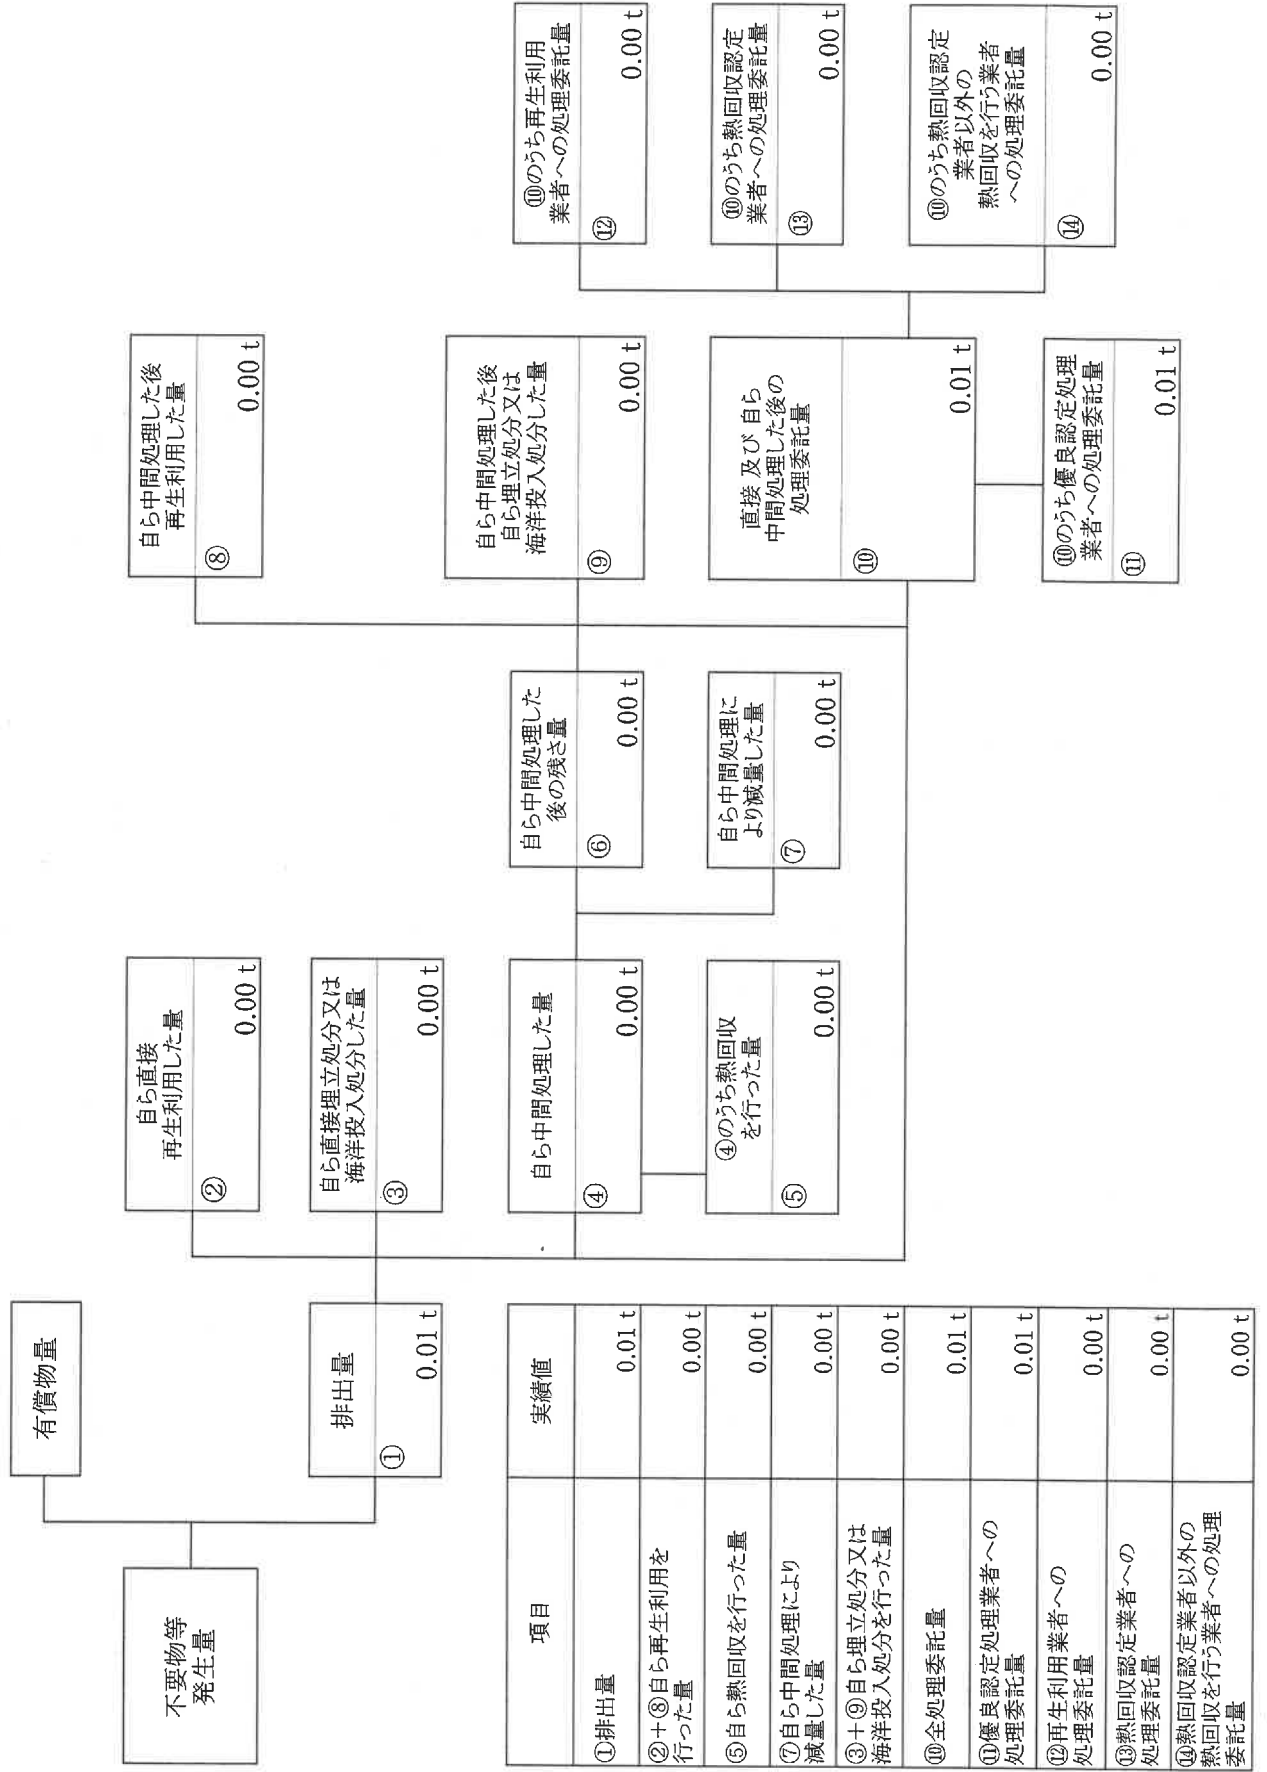 不要物等
発生量
有償物量
排出量
①
0.01 t
自ら直接
再生利用した量
②
0.00 t
自ら直接埋立処分又は
海洋投入処分した量
③
0.00 t
自ら中間処理した量
④
0.00 t
④のうち熱回収
を行った量
⑤
0.00 t
自ら中間処理した
後の残さ量
⑥
0.00 t
自ら中間処理に
より減量した量
⑦
0.00 t
自ら中間処理した後
再生利用した量
⑧
0.00 t
自ら中間処理した後
自ら埋立処分又は
海洋投入処分した量
⑨
0.00 t
直接 及び 自ら
中間処理した後の
処理委託量
⑩
0.01 t
⑩のうち優良認定処理
業者への処理委託量
⑪
0.01 t
⑩のうち再生利用
業者への処理委託量
⑫
0.00 t
⑩のうち熱回収認定
業者への処理委託量
⑬
0.00 t
⑩のうち熱回収認定
業者以外の
熱回収を行う業者
への処理委託量
⑭
0.00 t
項目 実績値
①排出量 0.01 t
②+⑧自ら再生利用を
行った量 0.00 t
⑤自ら熱回収を行った量 0.00 t
⑦自ら中間処理により
減量した量 0.00 t
③+⑨自ら埋立処分又は
海洋投入処分を行った量 0.00 t
⑩全処理委託量 0.01 t
⑪優良認定処理業者への
処理委託量 0.01 t
⑫再生利用業者への
処理委託量 0.00 t
⑬熱回収認定業者への
処理委託量 0.00 t
⑭熱回収認定業者以外の
熱回収を行う業者への処理
委託量 0.00 t